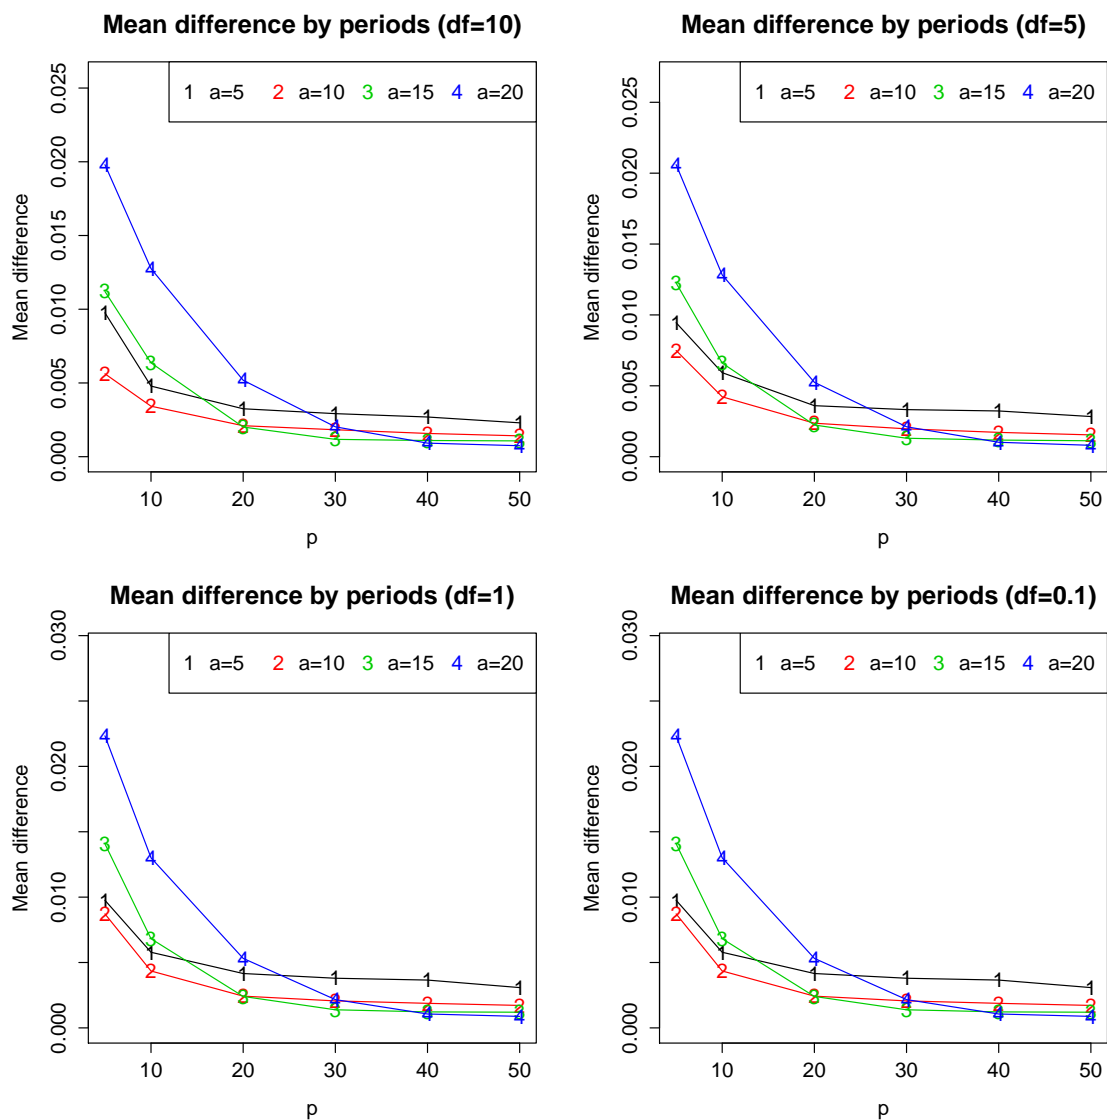 Mean difference by periods (df=10)
1 a=5 2 a=10 3 a=15 4 a=20
Mean difference
0.025
0.020
0.015
0.010
0.005
0.000
10 20 30 40 50
p
Mean difference by periods (df=5)
1 a=5 2 a=10 3 a=15 4 a=20
Mean difference
0.025
0.020
0.015
0.010
0.005
0.000
10 20 30 40 50
p
Mean difference by periods (df=1)
1 a=5 2 a=10 3 a=15 4 a=20
Mean difference
0.030
0.020
0.010
0.000
10 20 30 40 50
p
Mean difference by periods (df=0.1)
1 a=5 2 a=10 3 a=15 4 a=20
Mean difference
0.030
0.020
0.010
0.000
10 20 30 40 50
p